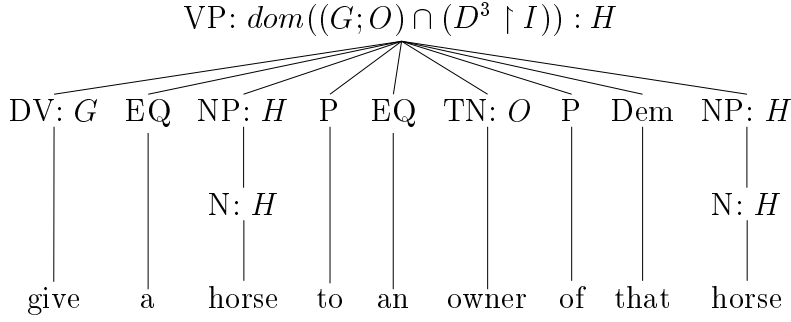 VP: dom((G; O) ∩ (D³ ↾ I)) : H
DV: G EQ NP: H P EQ TN: O P Dem NP: H
N: H N: H
give a horse to an owner of that horse